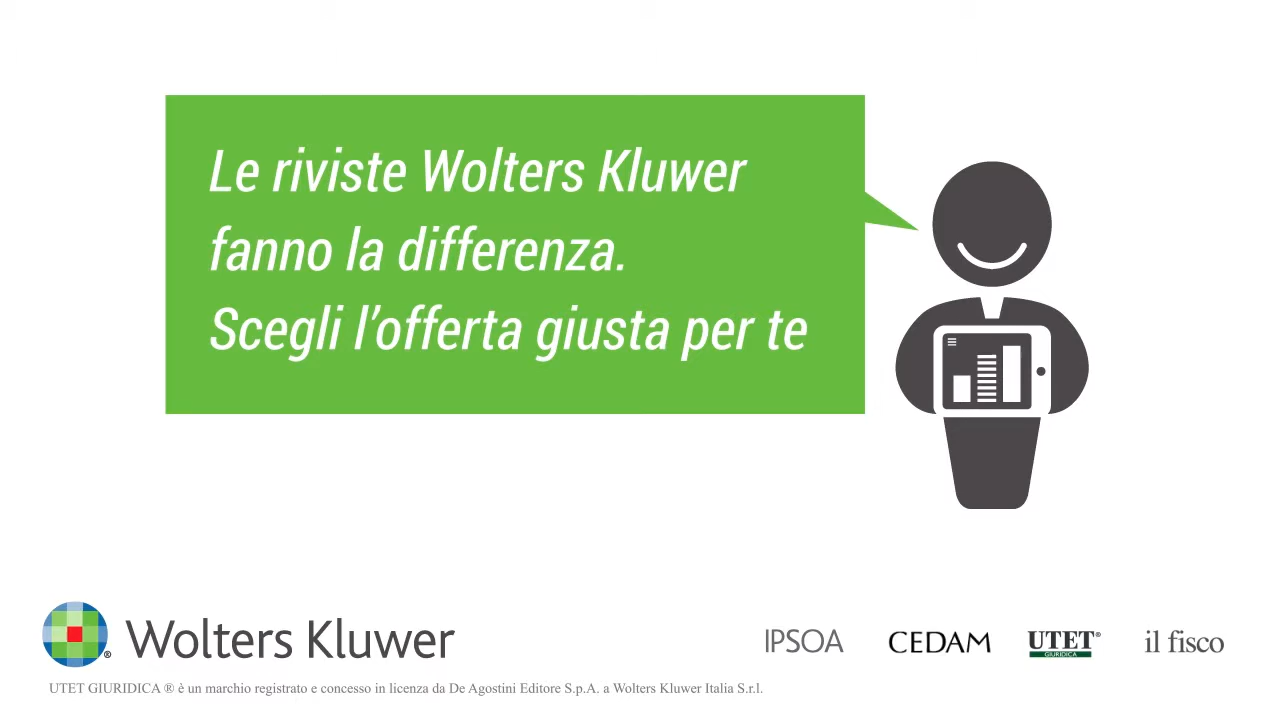 Le riviste Wolters Kluwer
fanno la differenza.
Scegli l’offerta giusta per te
Wolters Kluwer ®
IPSOA
CEDAM
UTET®
GIURIDICA
il fisco
UTET GIURIDICA ® è un marchio registrato e concesso in licenza da De Agostini Editore S.p.A. a Wolters Kluwer Italia S.r.l.